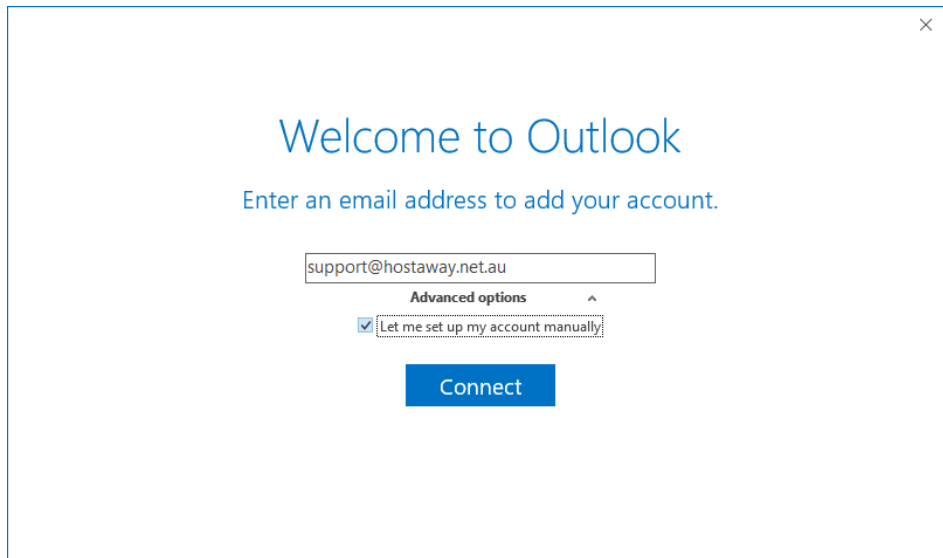 Welcome to Outlook
Enter an email address to add your account.
support@hostaway.net.au
Advanced options
Let me set up my account manually
Connect